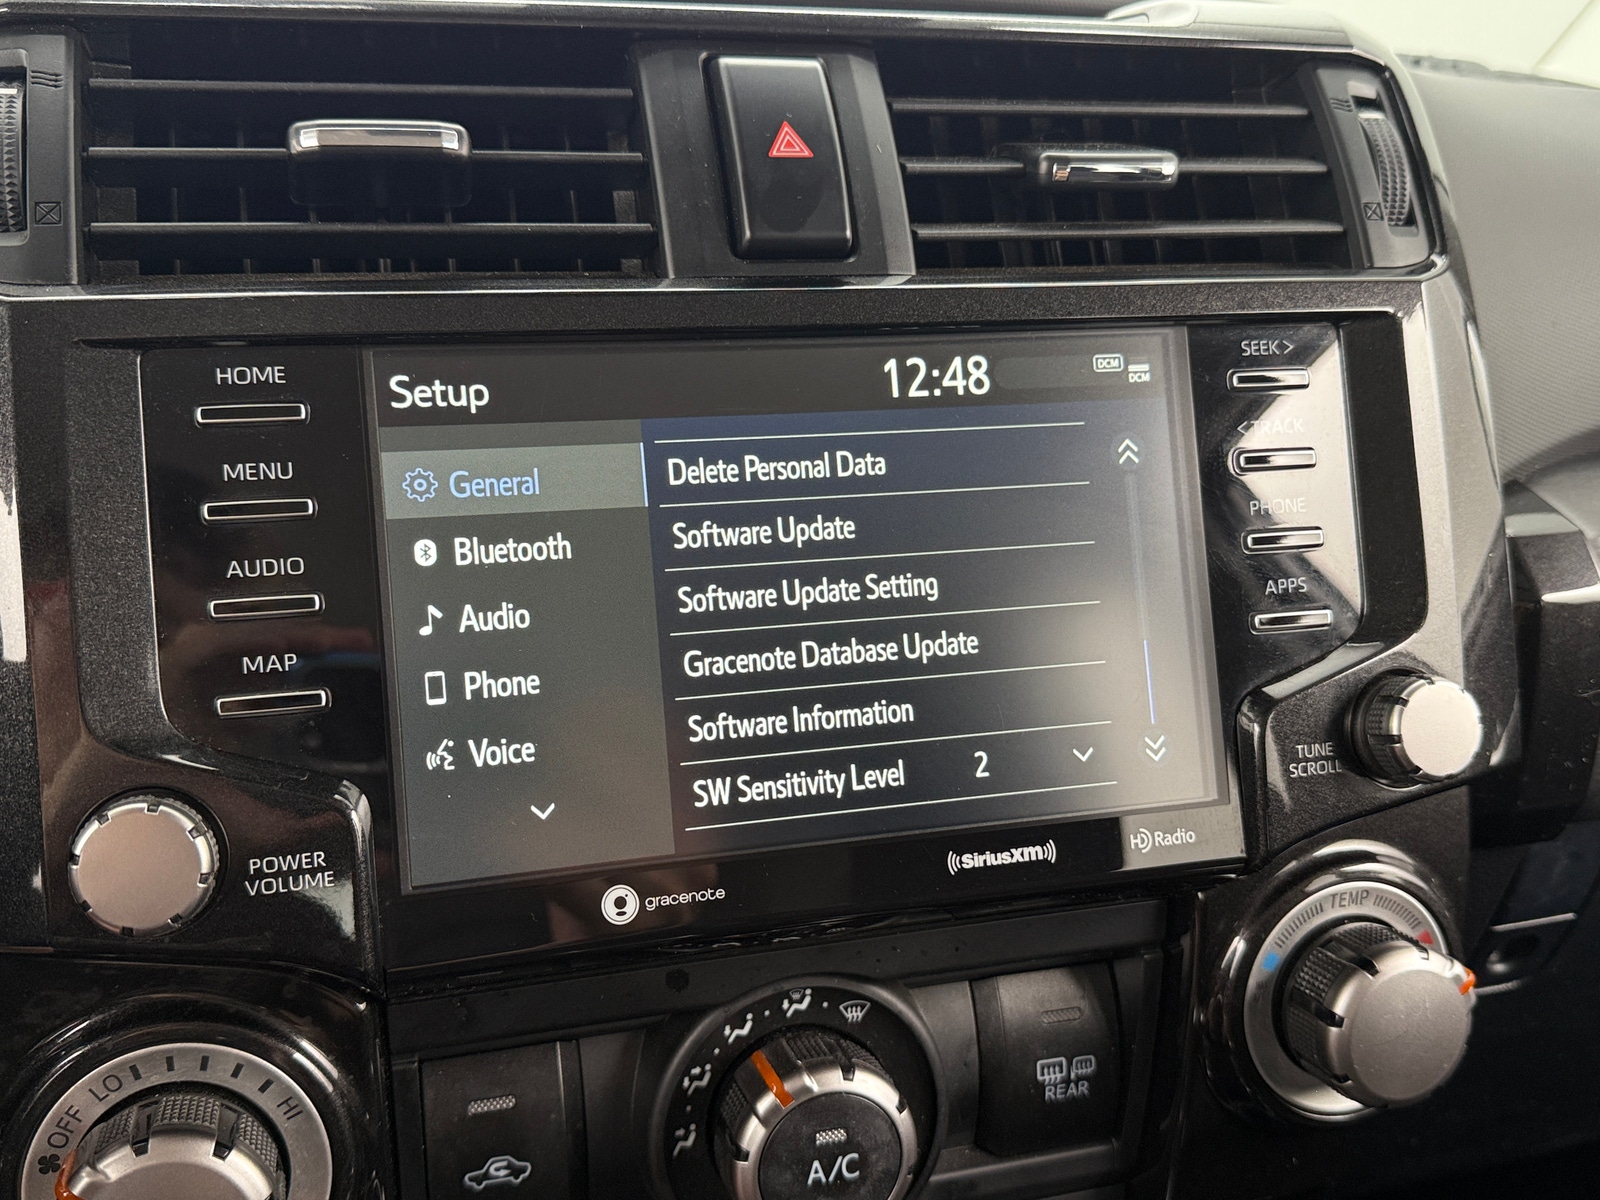 HOME
MENU
AUDIO
MAP
POWER
VOLUME
Setup
12:48
DCM
DCM
General
Bluetooth
Audio
Phone
Voice
Delete Personal Data
Software Update
Software Update Setting
Gracenote Database Update
Software Information
SW Sensitivity Level 2
SEEK >
< TRACK
PHONE
APPS
TUNE
SCROLL
gracenote
((SiriusXM))
HD Radio
TEMP
OFF LO HI
A/C
REAR